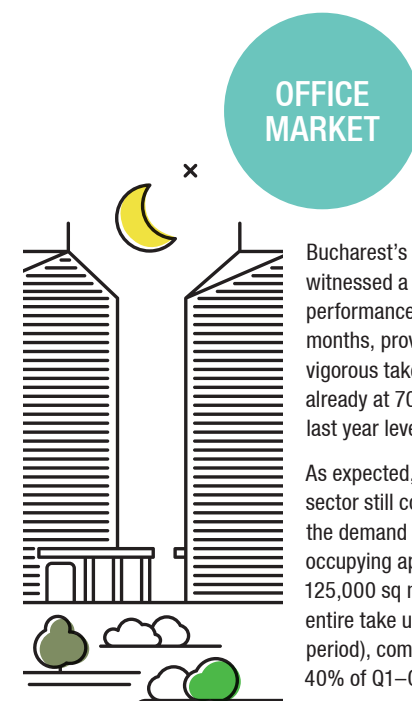 OFFICE
MARKET
Bucharest's
witnessed a
performance
months, prov
vigorous take
already at 70
last year leve
As expected,
sector still co
the demand
occupying ap
125,000 sq m
entire take u
period), com
40% of Q1–Q